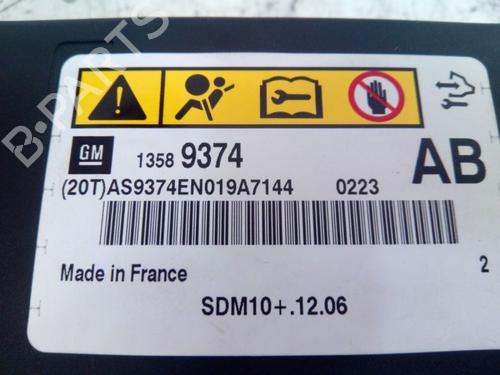 B-PARTS
GM 1358 9374 AB
(20T)AS9374EN019A7144 0223
Made in France 2
SDM10+.12.06